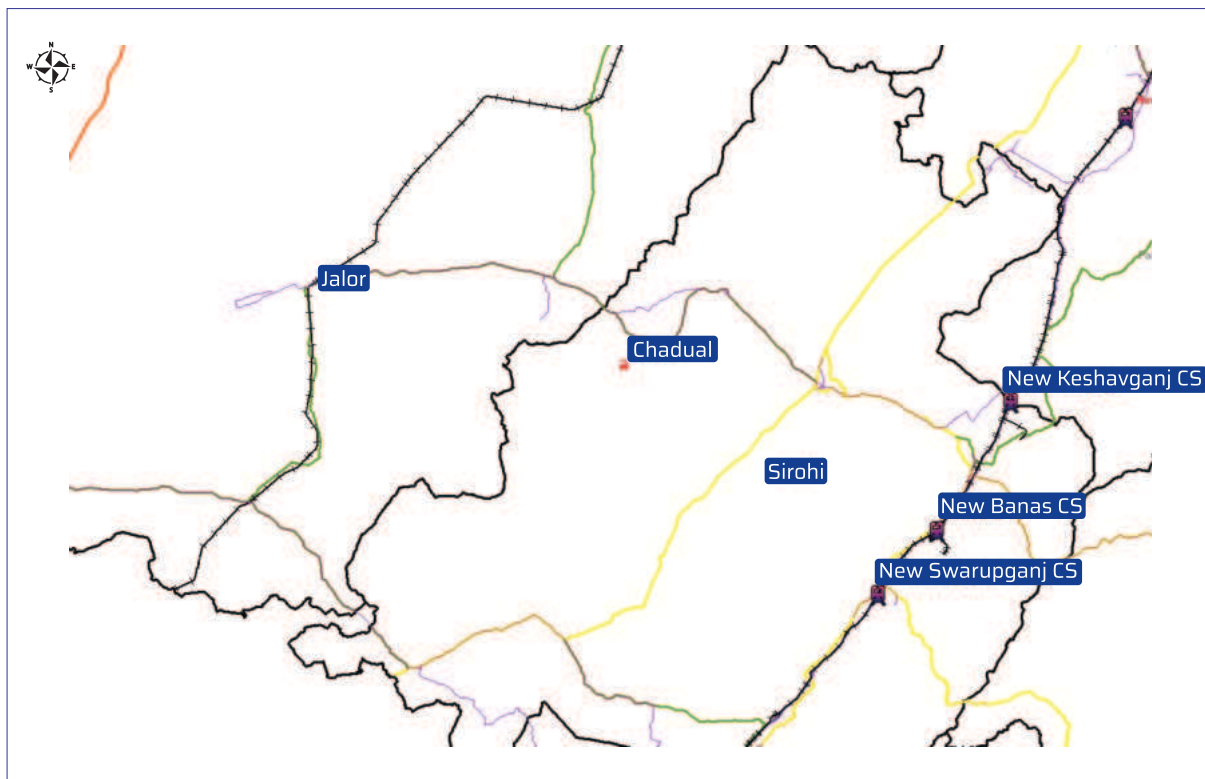 N
W E
S
Jalor
Chadual
New Keshavganj CS
Sirohi
New Banas CS
New Swarupganj CS